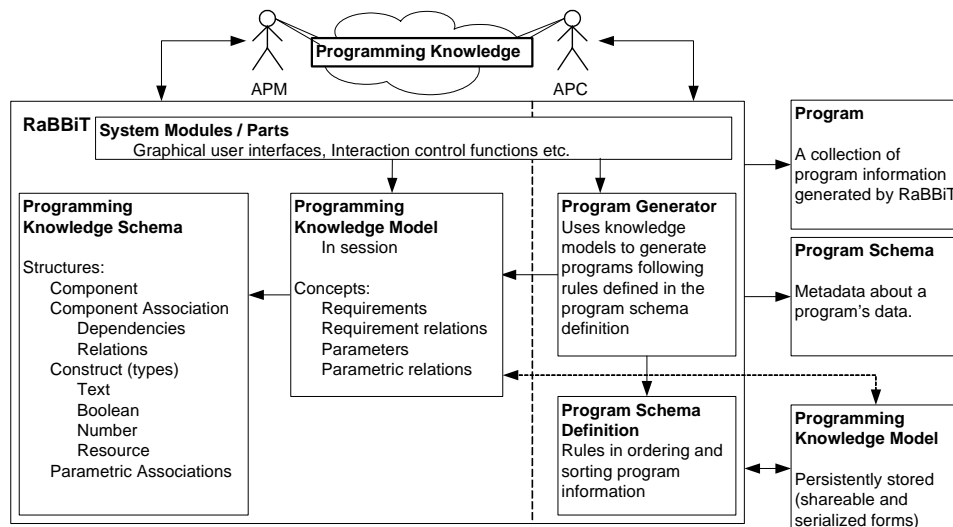 Programming Knowledge
APM
APC
RaBBiT
System Modules / Parts
Graphical user interfaces, Interaction control functions etc.
Programming
Knowledge Schema
Structures:
Component
Component Association
Dependencies
Relations
Construct (types)
Text
Boolean
Number
Resource
Parametric Associations
Programming
Knowledge Model
In session
Concepts:
Requirements
Requirement relations
Parameters
Parametric relations
Program Generator
Uses knowledge
models to generate
programs following
rules defined in the
program schema
definition
Program Schema
Definition
Rules in ordering and
sorting program
information
Program
A collection of
program information
generated by RaBBiT
Program Schema
Metadata about a
program's data.
Programming
Knowledge Model
Persistently stored
(shareable and
serialized forms)